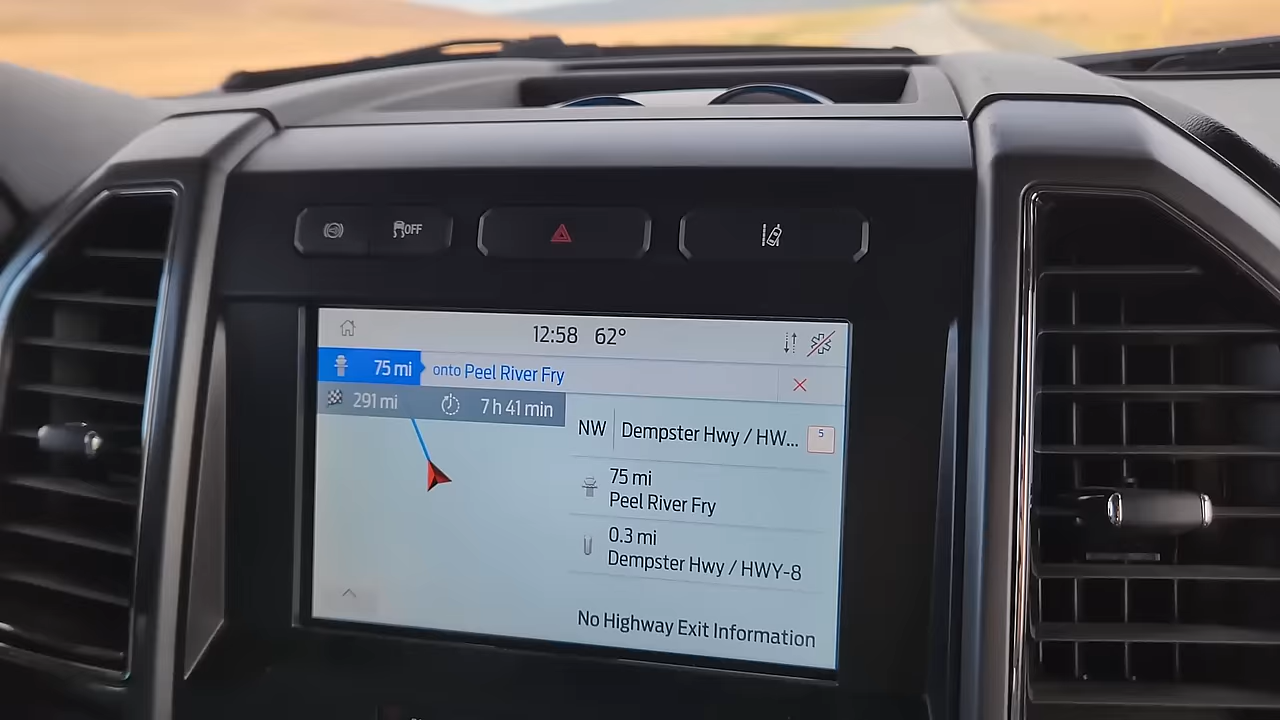 OFF
12:58 62°
75 mi onto Peel River Fry
291 mi 7 h 41 min
NW Dempster Hwy / HW... 5
75 mi
Peel River Fry
0.3 mi
Dempster Hwy / HWY-8
No Highway Exit Information